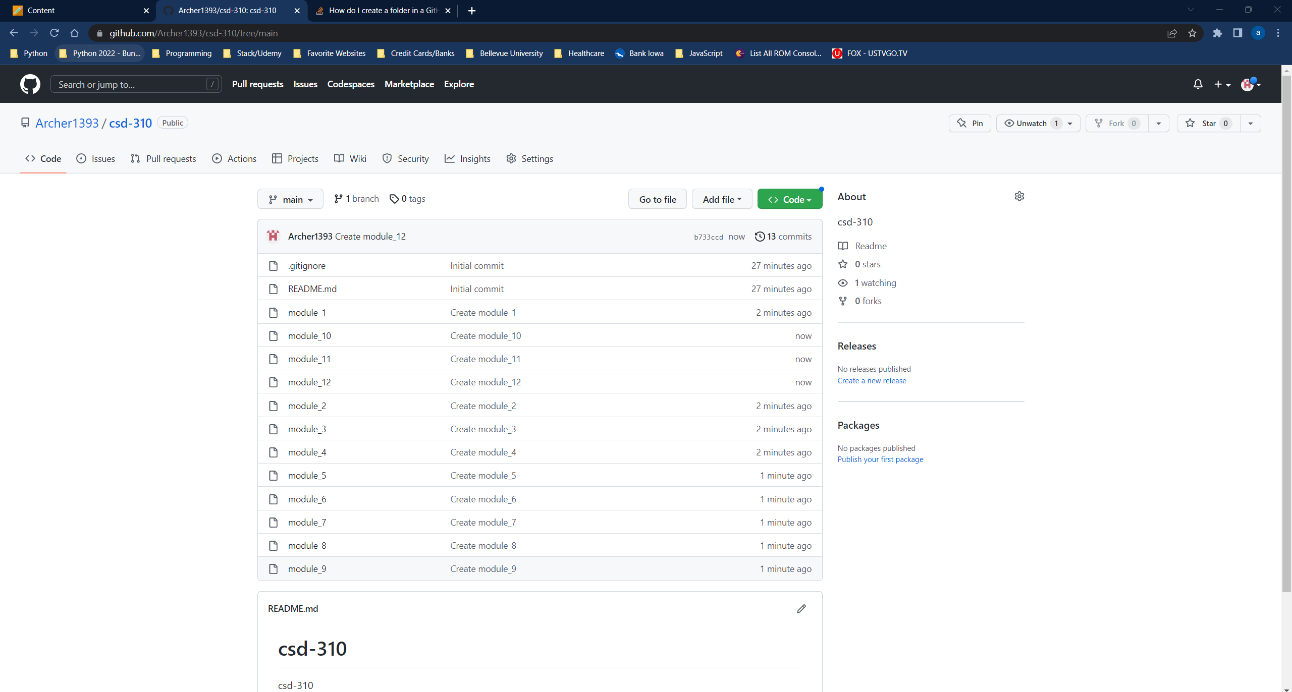 Content
Archer1393/csd-310: csd-310
How do I create a folder in a Gith
github.com/Archer1393/csd-310/tree/main
a
Python
Python 2022 - Bun...
Programming
Stack/Udemy
Favorite Websites
Credit Cards/Banks
Bellevue University
Healthcare
Bank Iowa
JavaScript
List All ROM Consol...
FOX - USTVGO.TV
Search or jump to...
/
Pull requests
Issues
Codespaces
Marketplace
Explore
Archer1393 / csd-310
Public
Pin
Unwatch 1
Fork 0
Star 0
Code
Issues
Pull requests
Actions
Projects
Wiki
Security
Insights
Settings
main
1 branch
0 tags
Go to file
Add file
Code
Archer1393 Create module_12 b733ccd now 13 commits
.gitignore Initial commit 27 minutes ago
README.md Initial commit 27 minutes ago
module_1 Create module_1 2 minutes ago
module_10 Create module_10 now
module_11 Create module_11 now
module_12 Create module_12 now
module_2 Create module_2 2 minutes ago
module_3 Create module_3 2 minutes ago
module_4 Create module_4 2 minutes ago
module_5 Create module_5 1 minute ago
module_6 Create module_6 1 minute ago
module_7 Create module_7 1 minute ago
module_8 Create module_8 1 minute ago
module_9 Create module_9 1 minute ago
README.md
csd-310
csd-310
About
csd-310
Readme
0 stars
1 watching
0 forks
Releases
No releases published
Create a new release
Packages
No packages published
Publish your first package